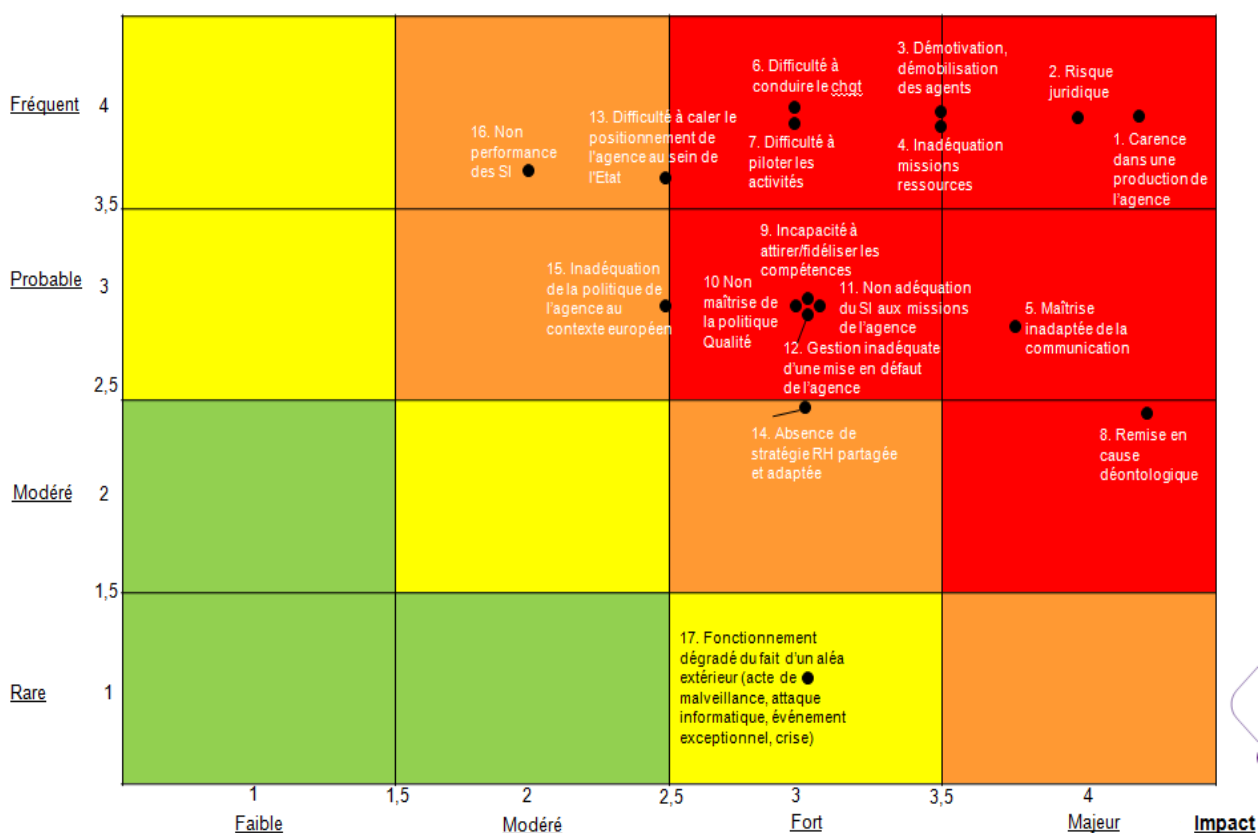 Fréquent 4
3,5
Probable 3
2,5
Modéré 2
1,5
Rare 1
16. Non
performance
des SI
13. Difficulté à caler le
positionnement de
l'agence au sein de
l'Etat
6. Difficulté à
conduire le chgt
7. Difficulté à
piloter les
activités
3. Démotivation,
démobilisation
des agents
4. Inadéquation
missions
ressources
2. Risque
juridique
1. Carence
dans une
production de
l'agence
15. Inadéquation
de la politique de
l'agence au
contexte européen
9. Incapacité à
attirer/fidéliser les
compétences
10 Non
maîtrise de
la politique
Qualité
11. Non adéquation
du SI aux missions
de l'agence
12. Gestion inadéquate
d'une mise en défaut
de l'agence
5. Maîtrise
inadaptée de la
communication
14. Absence de
stratégie RH partagée
et adaptée
8. Remise en
cause
déontologique
17. Fonctionnement
dégradé du fait d'un aléa
extérieur (acte de
malveillance, attaque
informatique, événement
exceptionnel, crise)
1 1,5 2 2,5 3 3,5 4
Faible Modéré Fort Majeur Impact